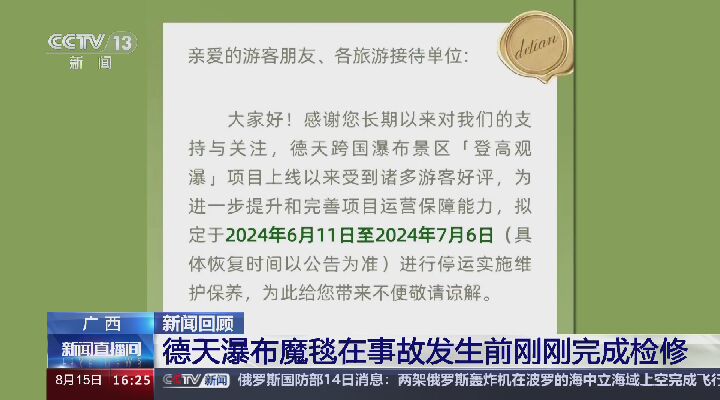 CCTV 13
新闻
detian
亲爱的游客朋友、各旅游接待单位：
大家好！感谢您长期以来对我们的支
持与关注，德天跨国瀑布景区「登高观
瀑」项目上线以来受到诸多游客好评，为
进一步提升和完善项目运营保障能力，拟
定于2024年6月11日至2024年7月6日（具
体恢复时间以公告为准）进行停运实施维
护保养，为此给您带来不便敬请谅解。
广西 新闻回顾
新闻直播间 德天瀑布魔毯在事故发生前刚刚完成检修
8月15日 16:25 CCTV新闻 俄罗斯国防部14日消息：两架俄罗斯轰炸机在波罗的海中立海域上空完成飞行